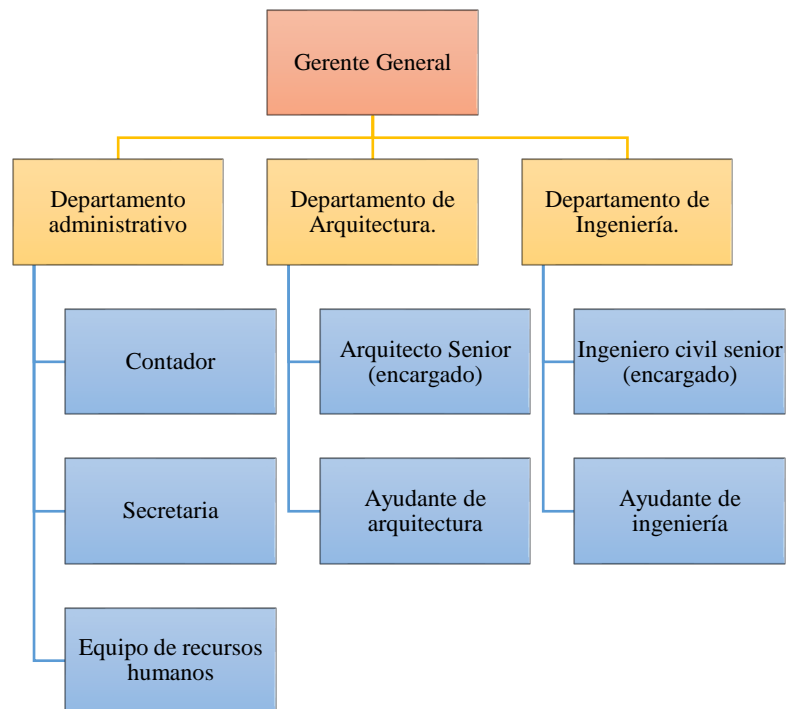 Gerente General
Departamento
administrativo
Departamento de
Arquitectura.
Departamento de
Ingeniería.
Contador
Arquitecto Senior
(encargado)
Ingeniero civil senior
(encargado)
Secretaria
Ayudante de
arquitectura
Ayudante de
ingeniería
Equipo de recursos
humanos